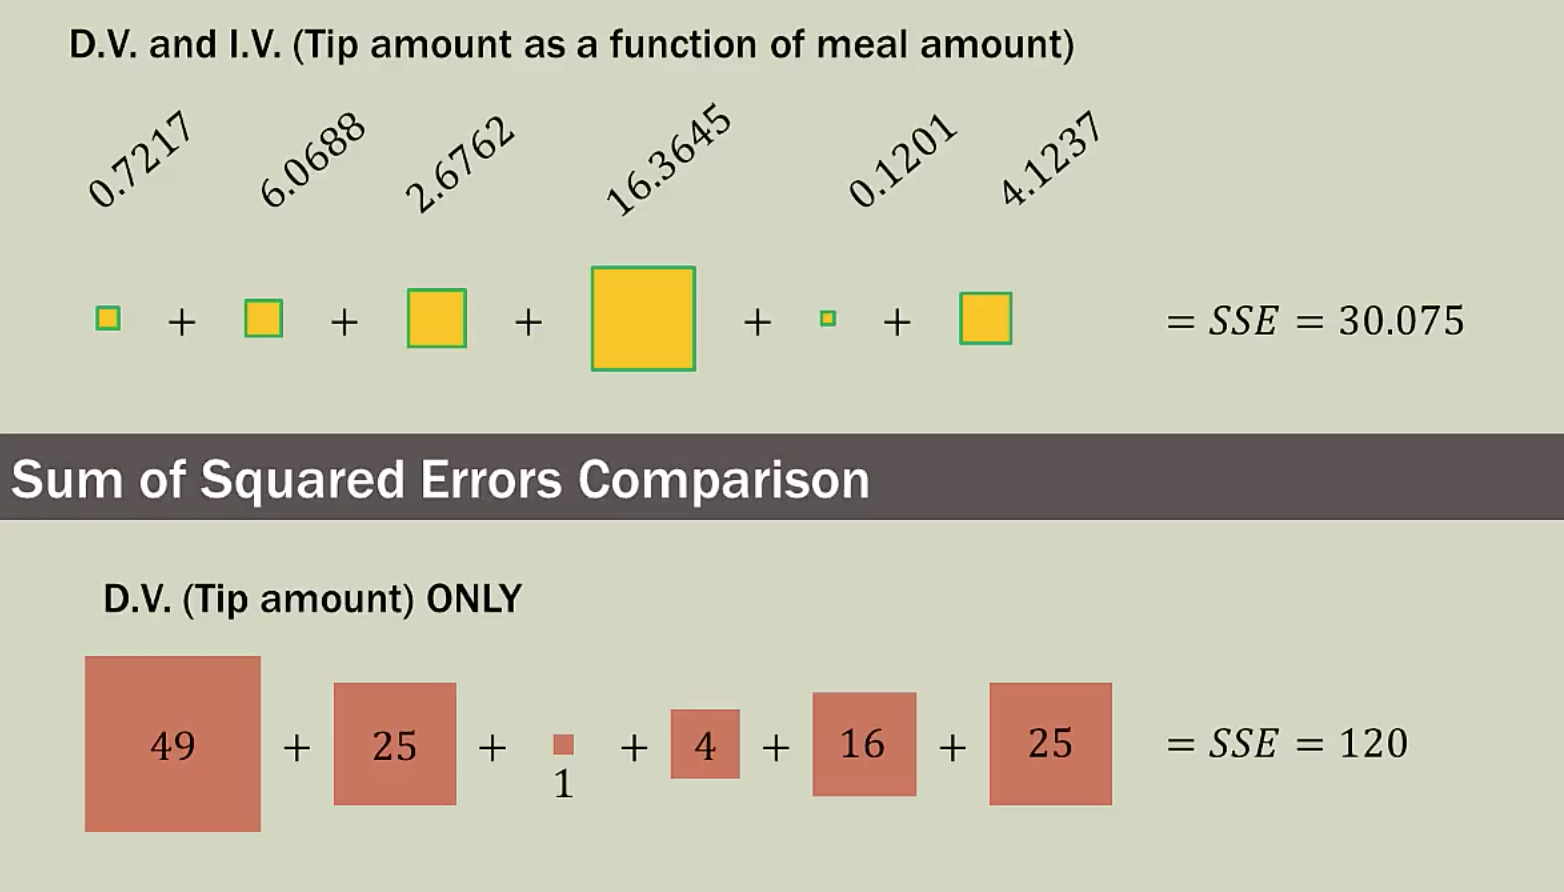 D.V. and I.V. (Tip amount as a function of meal amount)
0.7217 6.0688 2.6762 16.3645 0.1201 4.1237
+ + + + + = SSE = 30.075
Sum of Squared Errors Comparison
D.V. (Tip amount) ONLY
49 + 25 + + 4 + 16 + 25 = SSE = 120
1